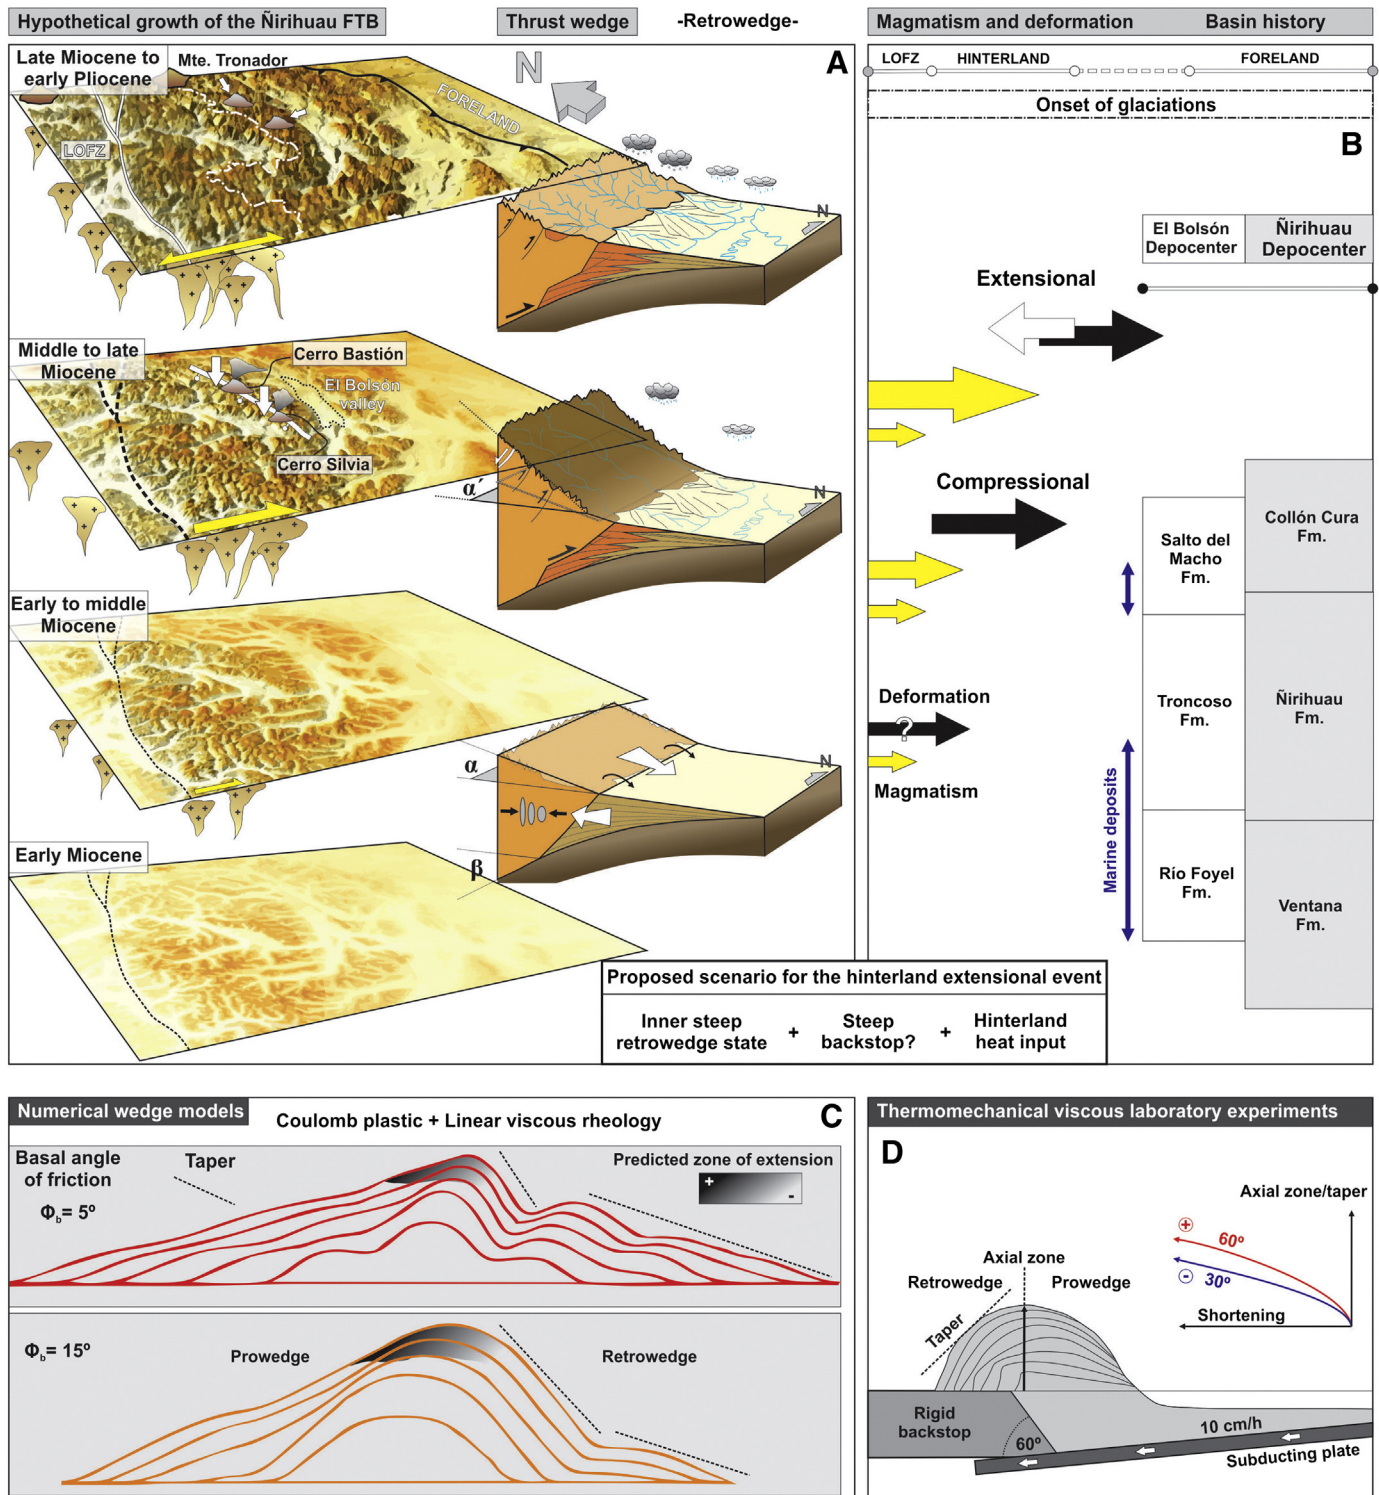 Hypothetical growth of the Ñirihuau FTB
Thrust wedge
-Retrowedge-
A
Late Miocene to
early Pliocene
Mte. Tronador
N
FORELAND
LOFZ
N
Middle to late
Miocene
Cerro Bastión
El Bolsón
valley
Cerro Silvia
α´
N
Early to middle
Miocene
α
N
β
Early Miocene
Magmatism and deformation
Basin history
LOFZ
HINTERLAND
FORELAND
Onset of glaciations
B
El Bolsón
Depocenter
Ñirihuau
Depocenter
Extensional
Compressional
Collón Cura
Fm.
Salto del
Macho
Fm.
Deformation
?
Magmatism
Troncoso
Fm.
Ñirihuau
Fm.
Marine deposits
Río Foyel
Fm.
Ventana
Fm.
Proposed scenario for the hinterland extensional event
Inner steep
retrowedge state
+
Steep
backstop?
+
Hinterland
heat input
Numerical wedge models
Coulomb plastic + Linear viscous rheology
C
Basal angle
of friction
Φb= 5º
Taper
Predicted zone of extension
+
-
Φb= 15º
Prowedge
Retrowedge
Thermomechanical viscous laboratory experiments
D
Axial zone/taper
+
60º
-
30º
Shortening
Axial zone
Retrowedge
Prowedge
Taper
Rigid
backstop
60º
10 cm/h
Subducting plate